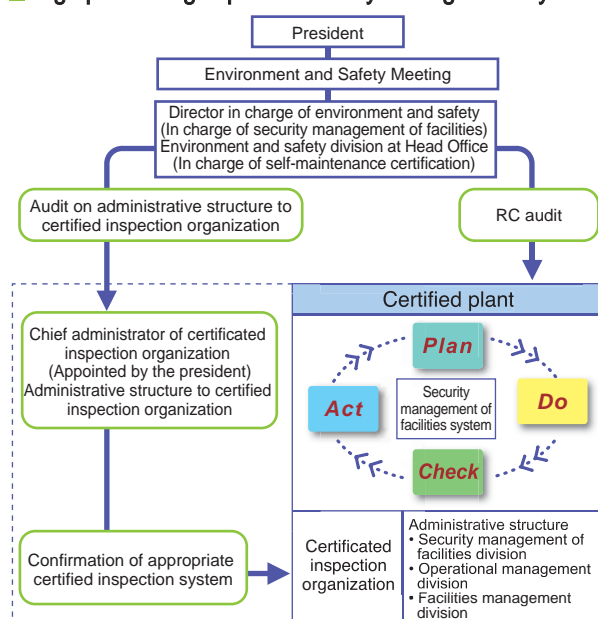 President
Environment and Safety Meeting
Director in charge of environment and safety
(In charge of security management of facilities)
Environment and safety division at Head Office
(In charge of self-maintenance certification)
Audit on administrative structure to
certified inspection organization
RC audit
Chief administrator of certificated
inspection organization
(Appointed by the president)
Administrative structure to certified
inspection organization
Confirmation of appropriate
certified inspection system
Certified plant
Plan
Do
Check
Act
Security
management of
facilities system
Certificated
inspection
organization
Administrative structure
• Security management of
facilities division
• Operational management
division
• Facilities management
division